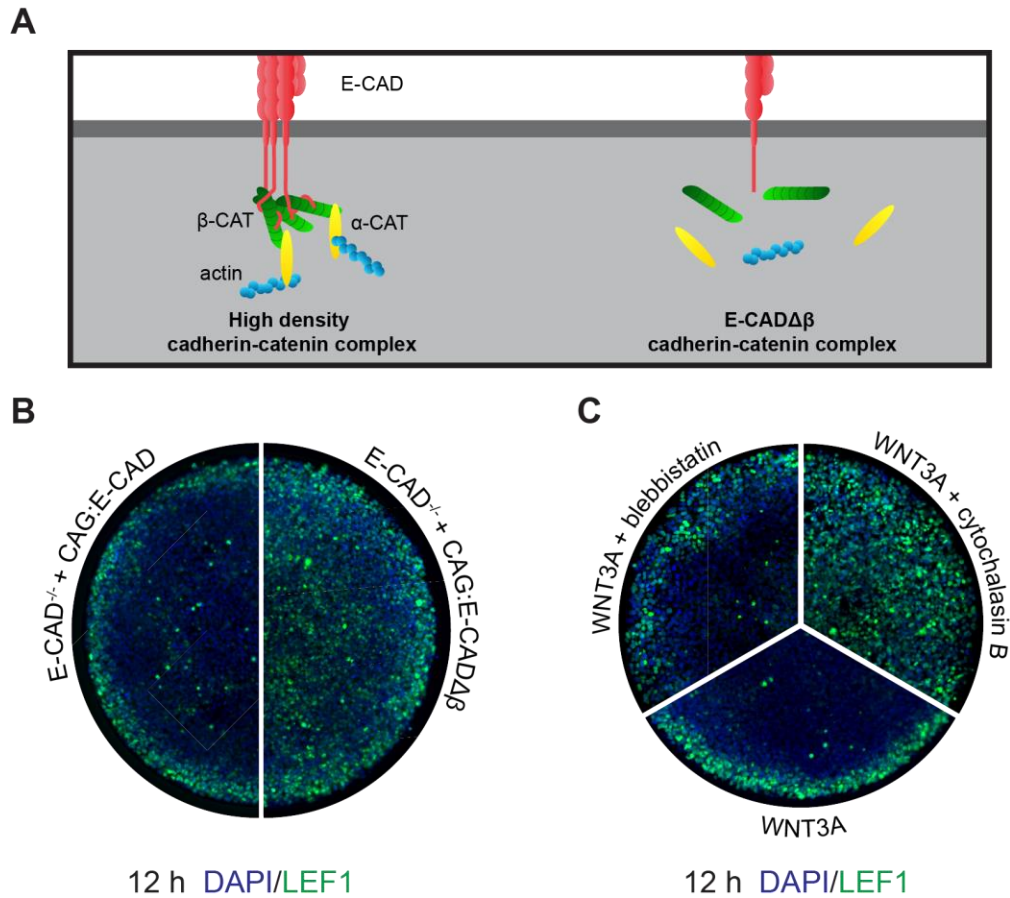 A
E-CAD
β-CAT
α-CAT
actin
High density
cadherin-catenin complex
E-CADΔβ
cadherin-catenin complex
B
E-CAD-/- + CAG:E-CAD
E-CAD-/- + CAG:E-CADΔβ
12 h DAPI/LEF1
C
WNT3A + blebbistatin
WNT3A + cytochalasin B
WNT3A
12 h DAPI/LEF1